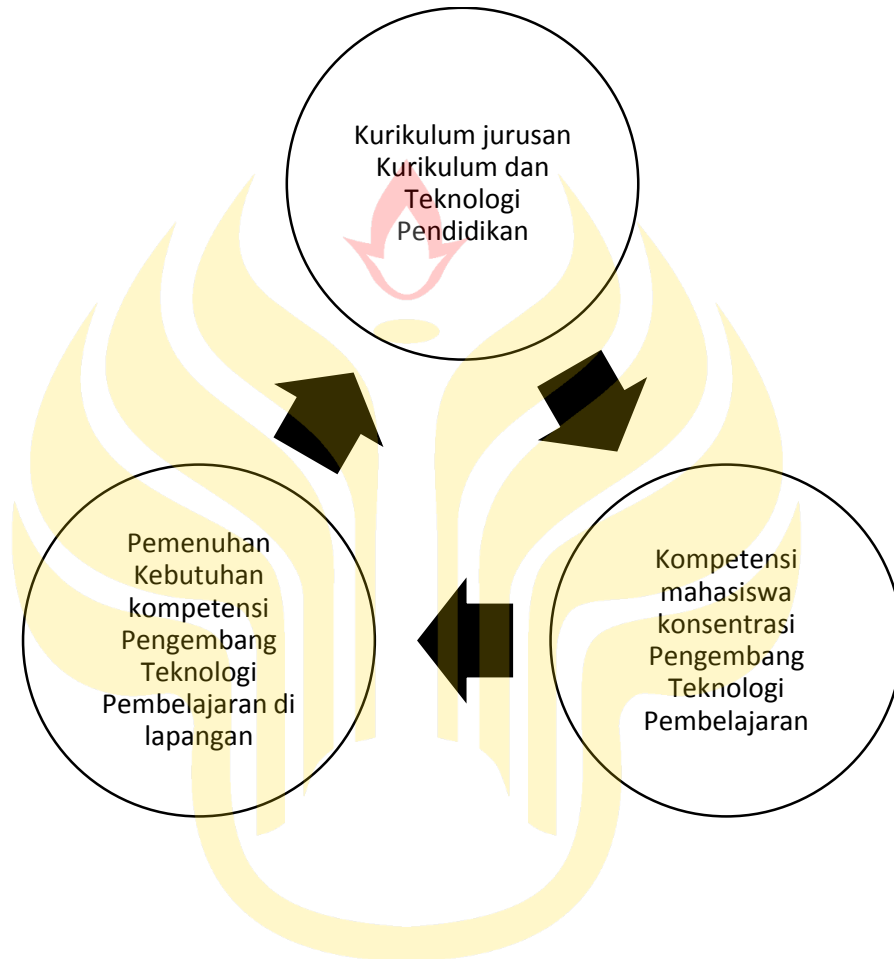 Kurikulum jurusan
Kurikulum dan
Teknologi
Pendidikan
Pemenuhan
Kebutuhan
kompetensi
Pengembang
Teknologi
Pembelajaran di
lapangan
Kompetensi
mahasiswa
konsentrasi
Pengembang
Teknologi
Pembelajaran